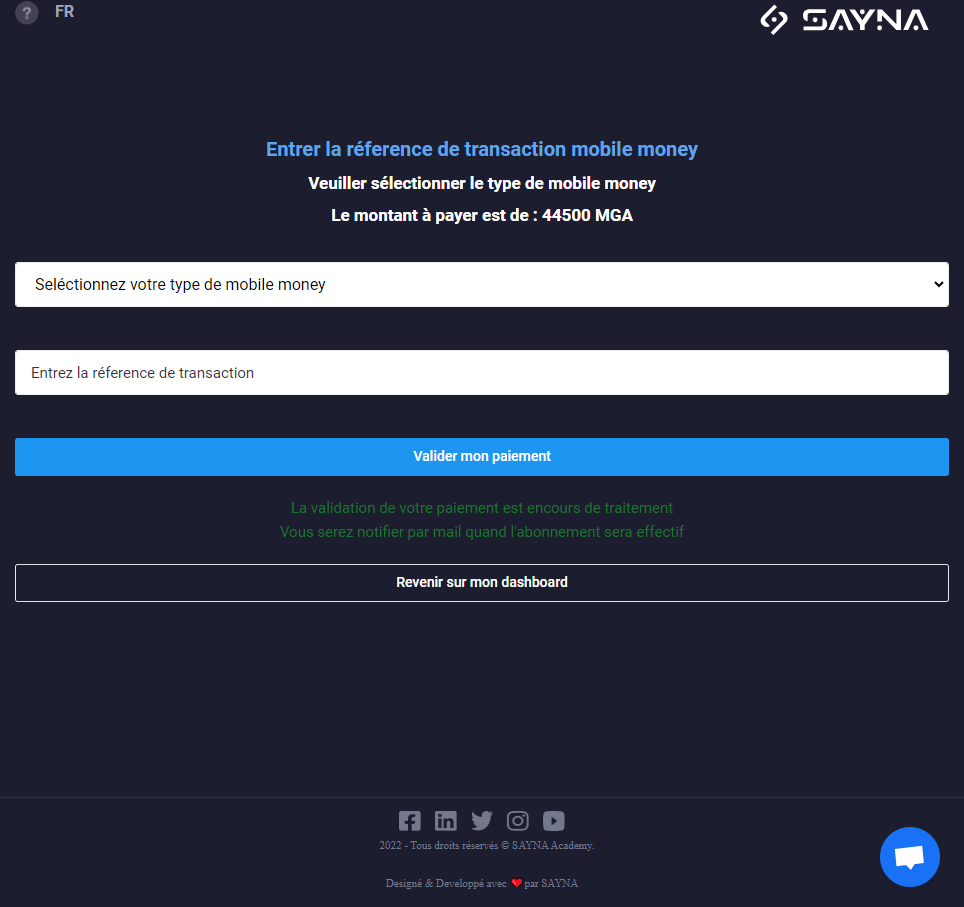 ? FR
SAYNA
Entrer la réference de transaction mobile money
Veuiller sélectionner le type de mobile money
Le montant à payer est de : 44500 MGA
Seléctionnez votre type de mobile money
Entrez la réference de transaction
Valider mon paiement
La validation de votre paiement est encours de traitement
Vous serez notifier par mail quand l'abonnement sera effectif
Revenir sur mon dashboard
2022 - Tous droits réservés © SAYNA Academy.
Designé & Developpé avec ❤ par SAYNA